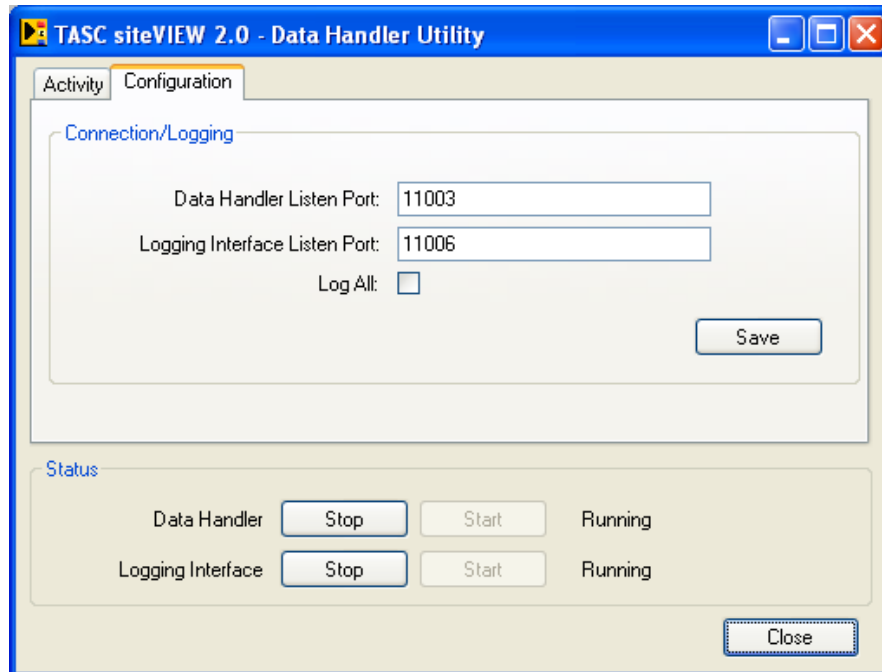 TASC siteVIEW 2.0 - Data Handler Utility
Activity Configuration
Connection/Logging
Data Handler Listen Port: 11003
Logging Interface Listen Port: 11006
Log All:
Save
Status
Data Handler Stop Start Running
Logging Interface Stop Start Running
Close